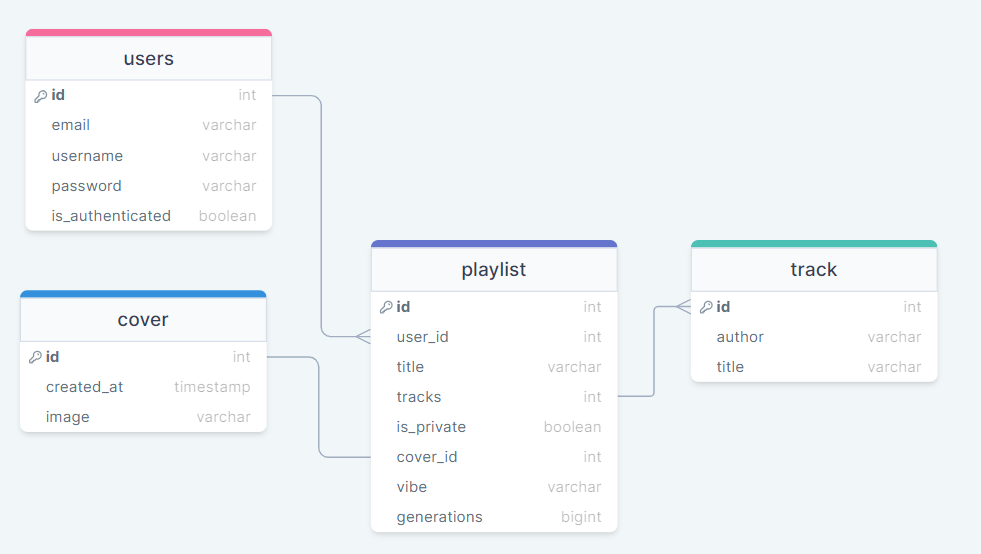 users
id int
email varchar
username varchar
password varchar
is_authenticated boolean
cover
id int
created_at timestamp
image varchar
playlist
id int
user_id int
title varchar
tracks int
is_private boolean
cover_id int
vibe varchar
generations bigint
track
id int
author varchar
title varchar